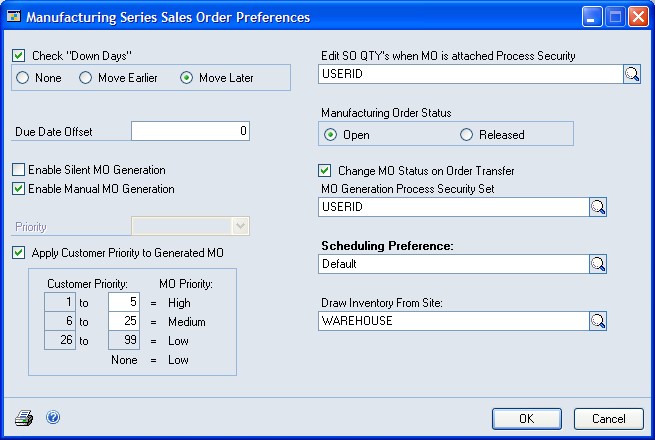 Manufacturing Series Sales Order Preferences
Check "Down Days"
None Move Earlier Move Later
Due Date Offset 0
Enable Silent MO Generation
Enable Manual MO Generation
Priority
Apply Customer Priority to Generated MO
Customer Priority: MO Priority:
1 to 5 = High
6 to 25 = Medium
26 to 99 = Low
None = Low
Edit SO QTY"s when MO is attached Process Security
USERID
Manufacturing Order Status
Open Released
Change MO Status on Order Transfer
MO Generation Process Security Set
USERID
Scheduling Preference:
Default
Draw Inventory From Site:
WAREHOUSE
OK Cancel